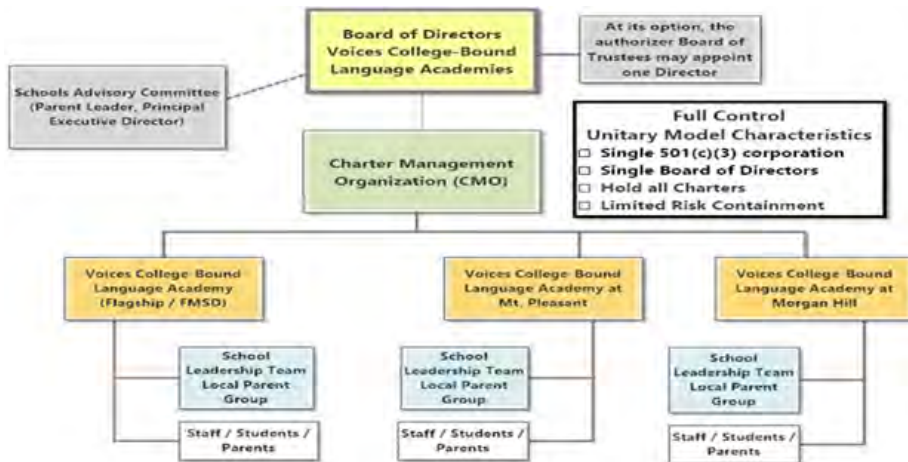 Board of Directors
Voices College-Bound
Language Academies
At its option, the
authorizer Board of
Trustees may appoint
one Director
Schools Advisory Committee
(Parent Leader, Principal
Executive Director)
Full Control
Unitary Model Characteristics
□ Single 501(c)(3) corporation
□ Single Board of Directors
□ Hold all Charters
□ Limited Risk Containment
Charter Management
Organization (CMO)
Voices College-Bound
Language Academy
(Flagship / FMSD)
Voices College-Bound
Language Academy at
Mt. Pleasant
Voices College-Bound
Language Academy at
Morgan Hill
School
Leadership Team
Local Parent
Group
School
Leadership Team
Local Parent
Group
School
Leadership Team
Local Parent
Group
Staff / Students /
Parents
Staff / Students /
Parents
Staff / Students /
Parents